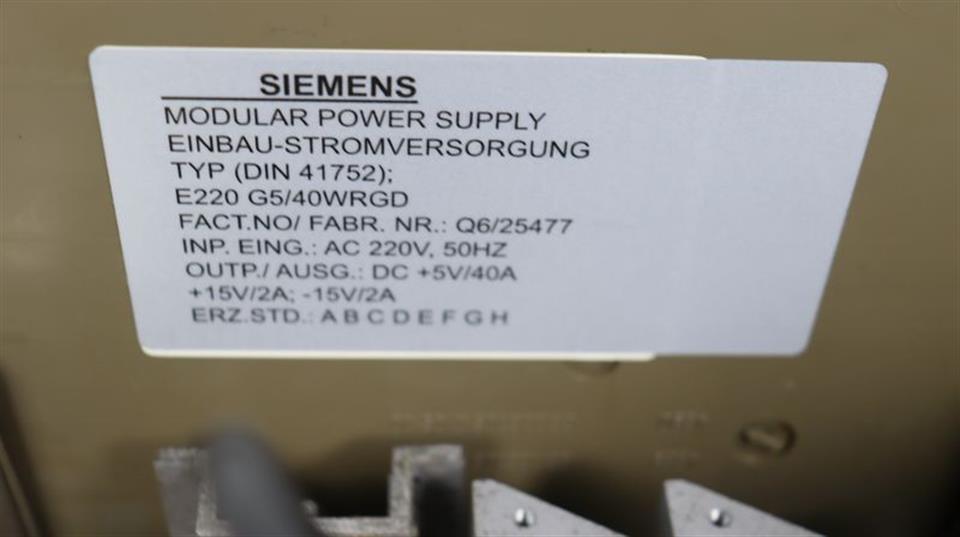 SIEMENS
MODULAR POWER SUPPLY
EINBAU-STROMVERSORGUNG
TYP (DIN 41752);
E220 G5/40WRGD
FACT.NO/ FABR. NR.: Q6/25477
INP. EING.: AC 220V, 50HZ
OUTP./ AUSG.: DC +5V/40A
+15V/2A; -15V/2A
ERZ.STD.: A B C D E F G H